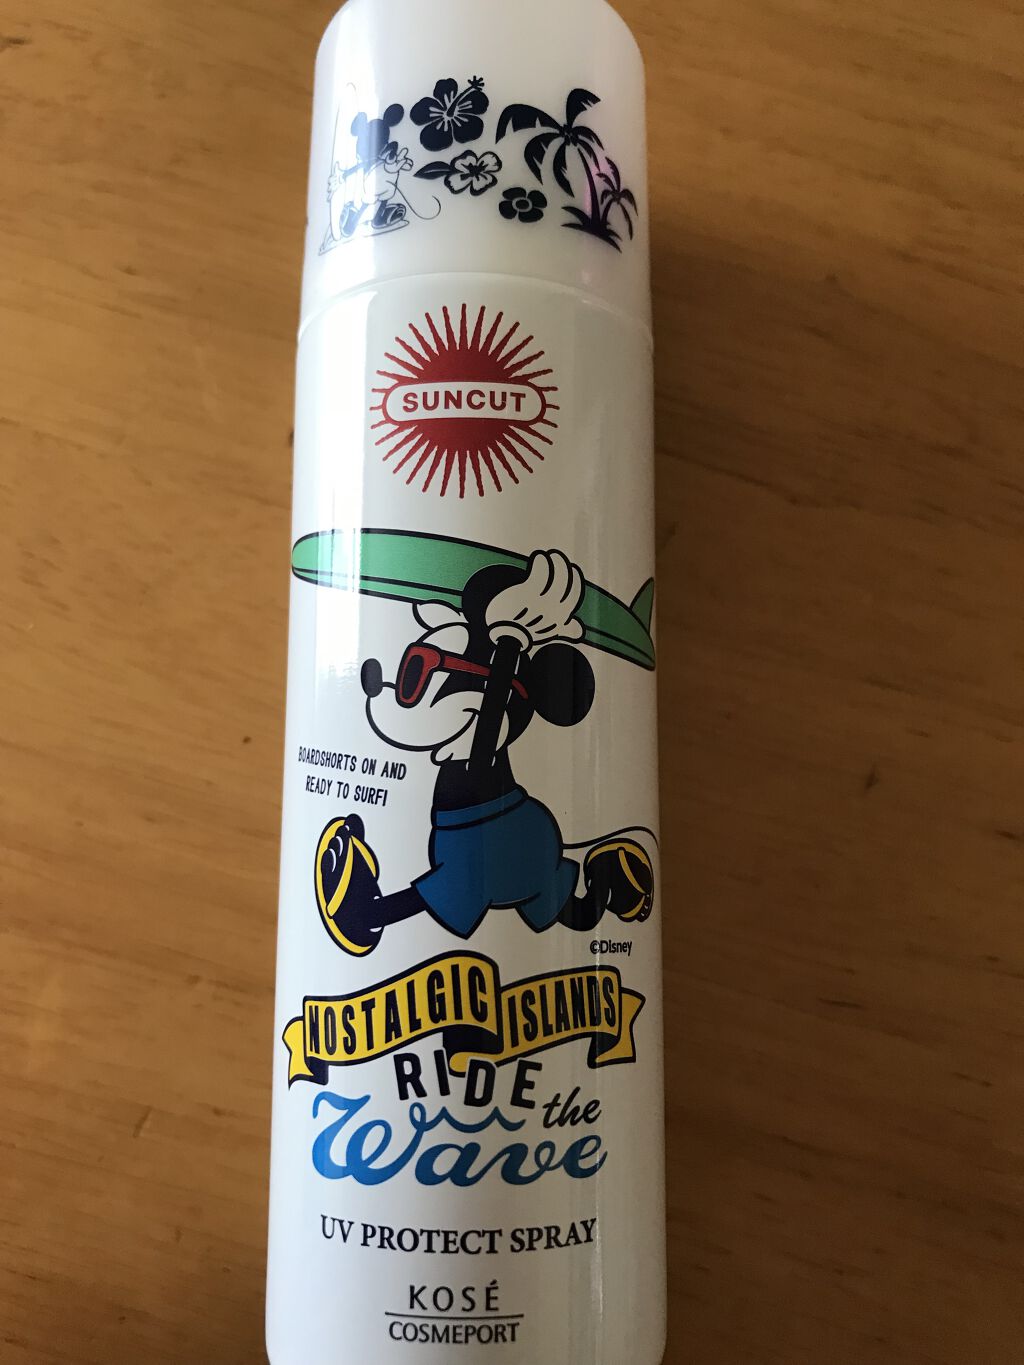 SUNCUT
BOARDSHORTS ON AND
READY TO SURF!
©Disney
NOSTALGIC ISLANDS
RIDE
the
Wave
UV PROTECT SPRAY
KOSÉ
COSMEPORT